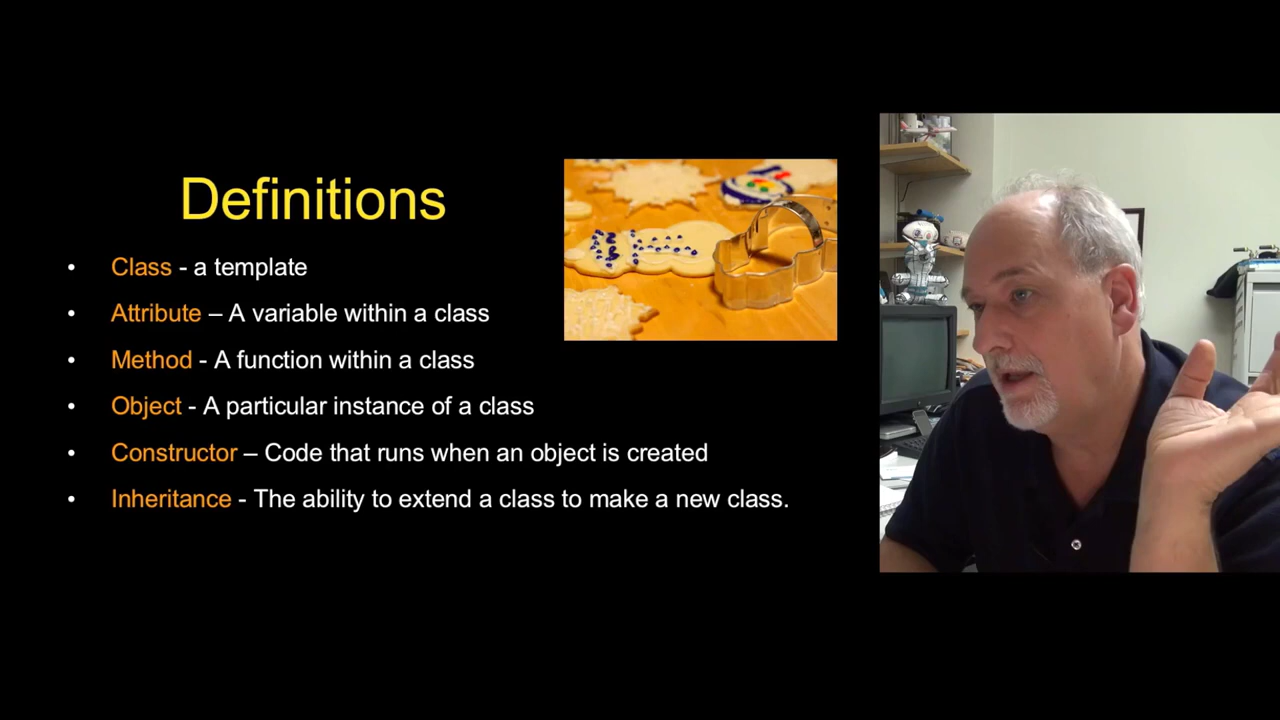 Definitions
• Class - a template
• Attribute – A variable within a class
• Method - A function within a class
• Object - A particular instance of a class
• Constructor – Code that runs when an object is created
• Inheritance - The ability to extend a class to make a new class.